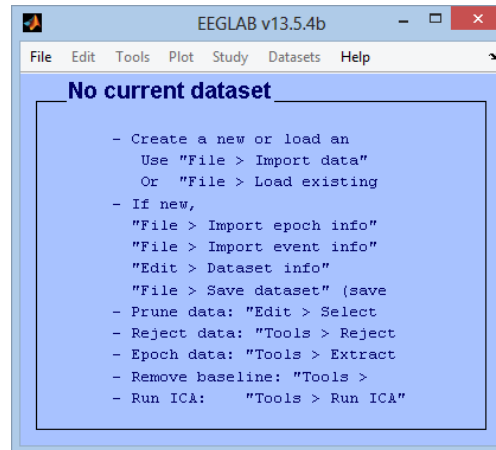 EEGLAB v13.5.4b
File Edit Tools Plot Study Datasets Help
No current dataset
- Create a new or load an
Use "File > Import data"
Or "File > Load existing
- If new,
"File > Import epoch info"
"File > Import event info"
"Edit > Dataset info"
"File > Save dataset" (save
- Prune data: "Edit > Select
- Reject data: "Tools > Reject
- Epoch data: "Tools > Extract
- Remove baseline: "Tools >
- Run ICA: "Tools > Run ICA"